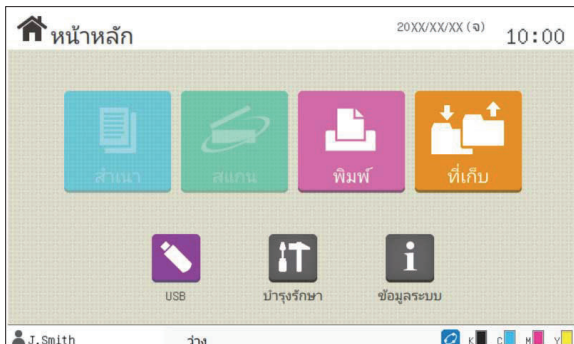 หน้าหลัก 20XX/XX/XX (จ) 10:00
สำเนา สแกน พิมพ์ ที่เก็บ
USB บำรุงรักษา ข้อมูลระบบ
J.Smith ว่าง K C M Y